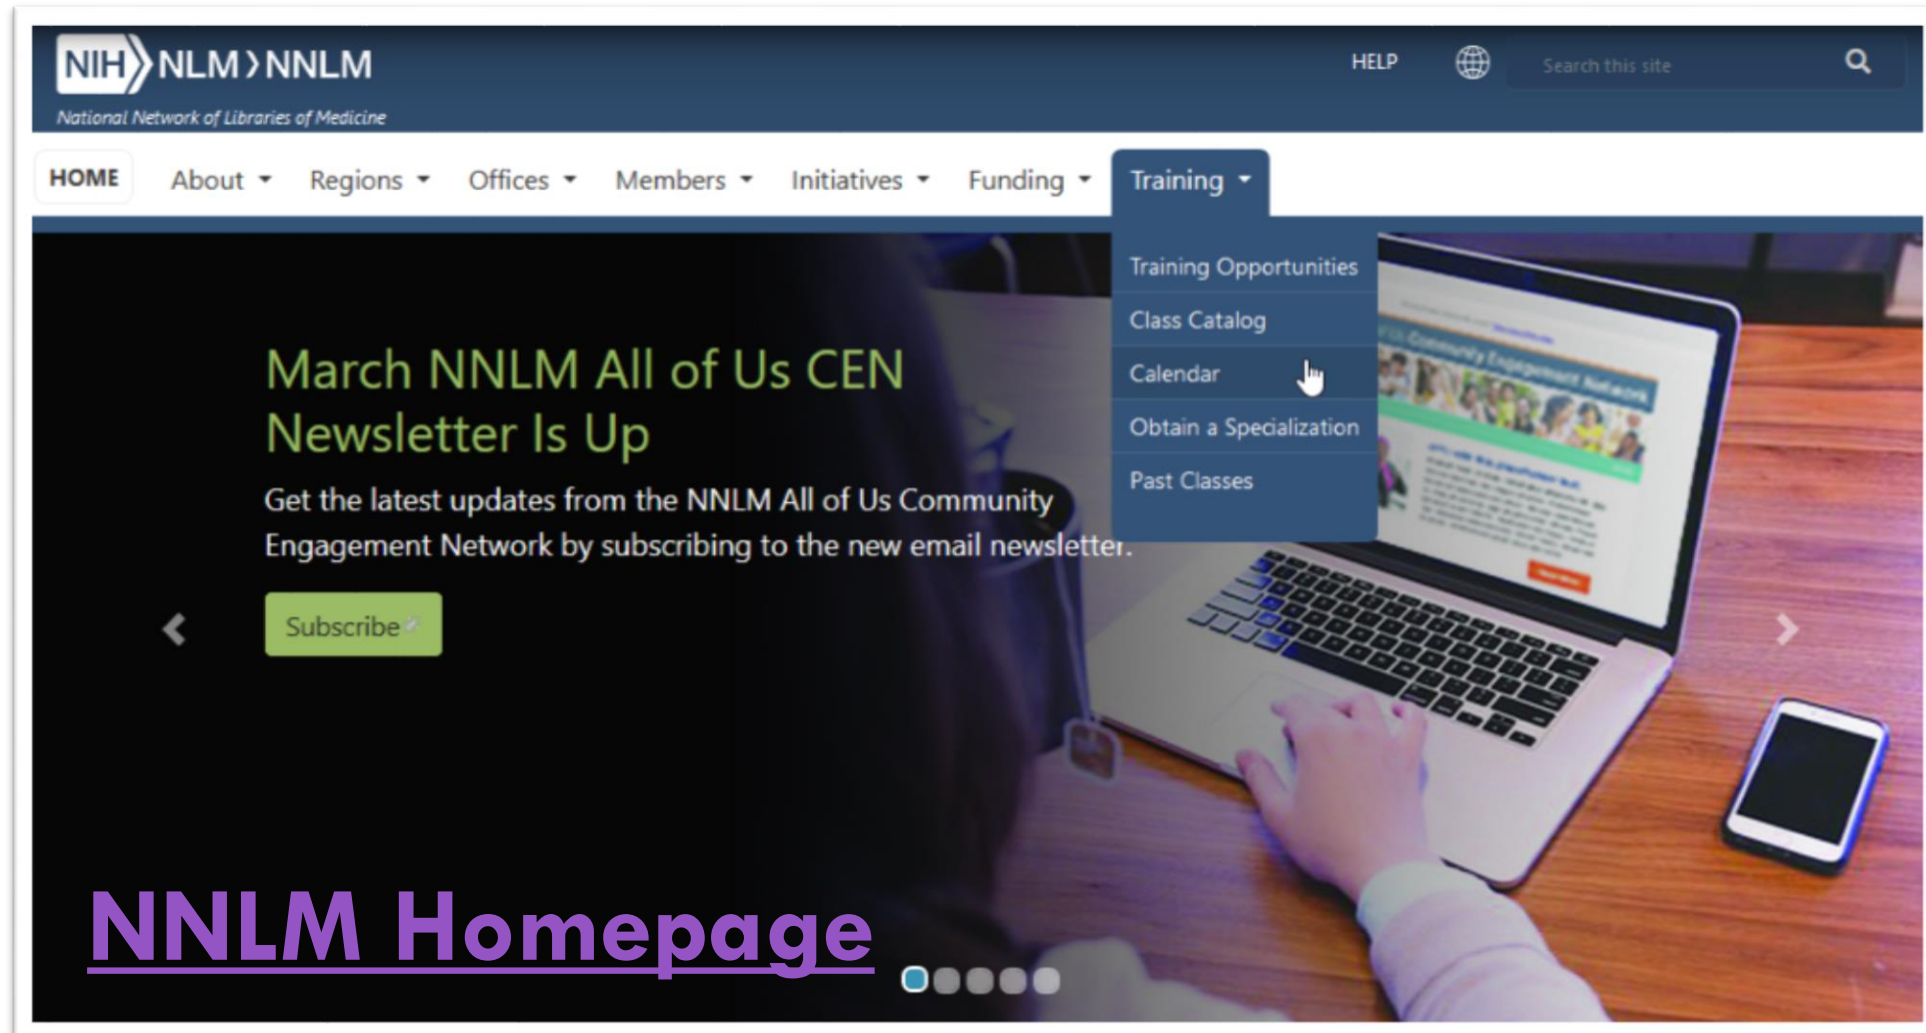 NIH NLM NNLM
National Network of Libraries of Medicine
HELP
Search this site
HOME About Regions Offices Members Initiatives Funding Training
Training Opportunities
Class Catalog
Calendar
Obtain a Specialization
Past Classes
March NNLM All of Us CEN
Newsletter Is Up
Get the latest updates from the NNLM All of Us Community
Engagement Network by subscribing to the new email newsletter.
Subscribe
Community Engagement Network
NNLM Homepage